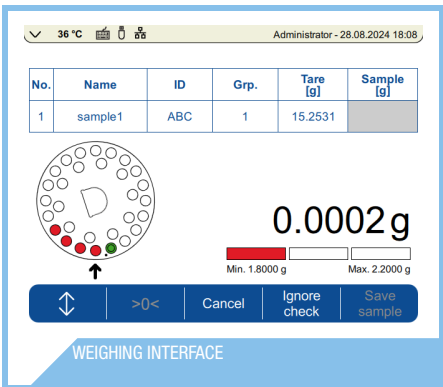 36 °C Administrator - 28.08.2024 18:08
No. Name ID Grp. Tare [g] Sample [g]
1 sample1 ABC 1 15.2531
0.0002 g
Min. 1.8000 g Max. 2.2000 g
>0< Cancel Ignore check Save sample
WEIGHING INTERFACE